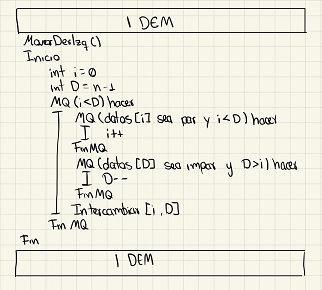 I DEM
MoverDerIzq ()
Inicio
int i = 0
int D = n-1
MQ (i<D) hacer
MQ (datos [i] sea par y i<D) hacer
i++
FinMQ
MQ (datos [D] sea impar y D>i) hacer
D--
FinMQ
Intercambiar [i, D]
Fin MQ
Fin
I DEM